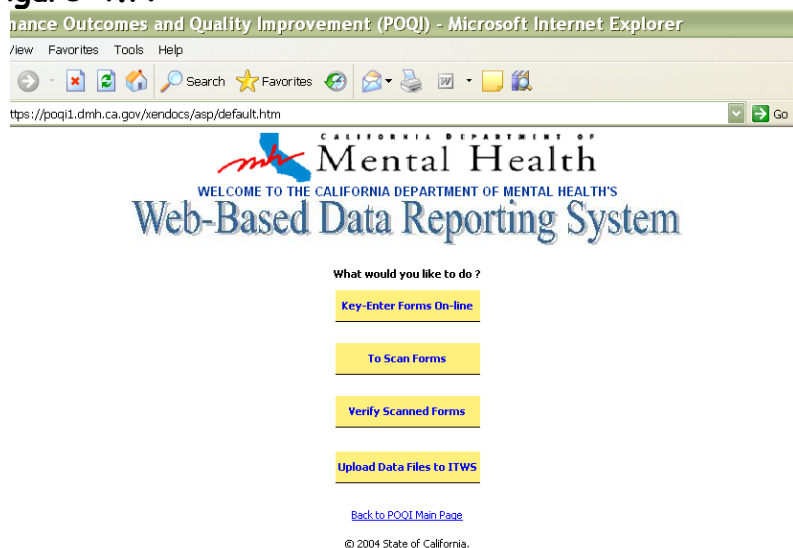 nance Outcomes and Quality Improvement (POQI) - Microsoft Internet Explorer
/iew Favorites Tools Help
Search Favorites
ttps://poqi1.dmh.ca.gov/xendocs/asp/default.htm Go
CALIFORNIA DEPARTMENT OF
mh Mental Health
WELCOME TO THE CALIFORNIA DEPARTMENT OF MENTAL HEALTH'S
Web-Based Data Reporting System
What would you like to do ?
Key-Enter Forms On-line
To Scan Forms
Verify Scanned Forms
Upload Data Files to ITWS
Back to POQI Main Page
© 2004 State of California.